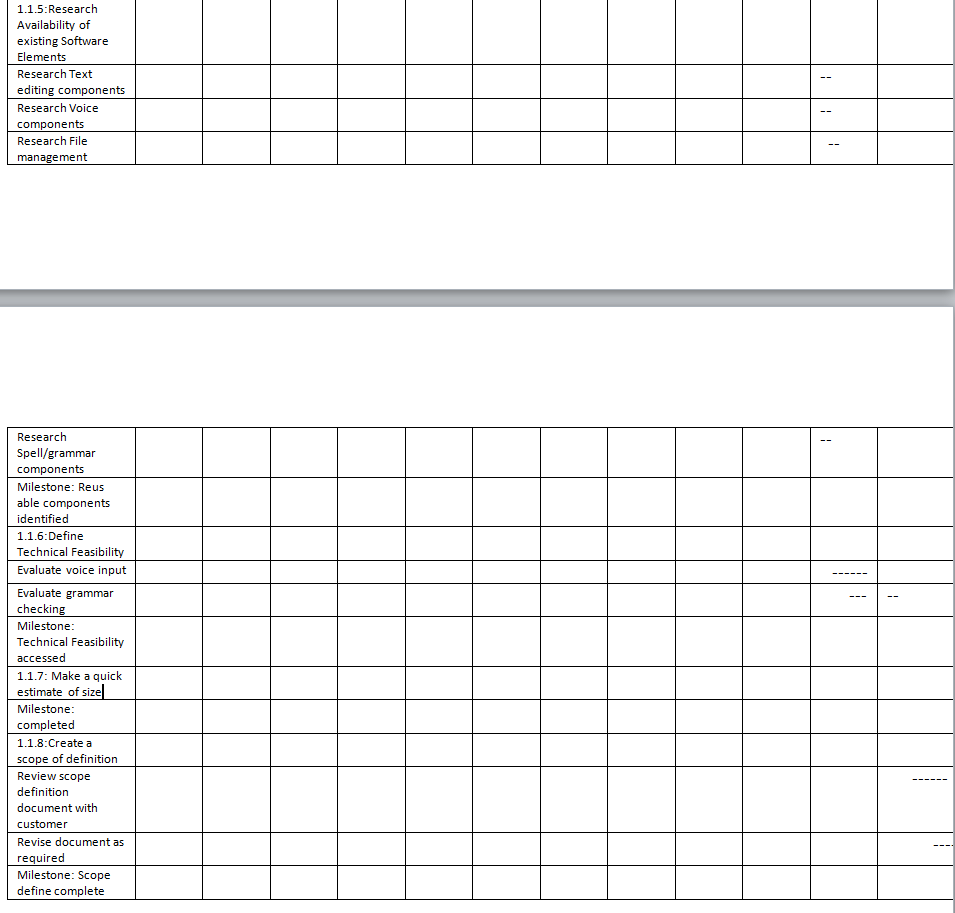 1.1.5:Research
Availability of
existing Software
Elements
Research Text
editing components
--
Research Voice
components
--
Research File
management
--
Research
Spell/grammar
components
--
Milestone: Reus
able components
identified
1.1.6:Define
Technical Feasibility
Evaluate voice input
------
Evaluate grammar
checking
--- --
Milestone:
Technical Feasibility
accessed
1.1.7: Make a quick
estimate of size
Milestone:
completed
1.1.8:Create a
scope of definition
Review scope
definition
document with
customer
------
Revise document as
required
----
Milestone: Scope
define complete